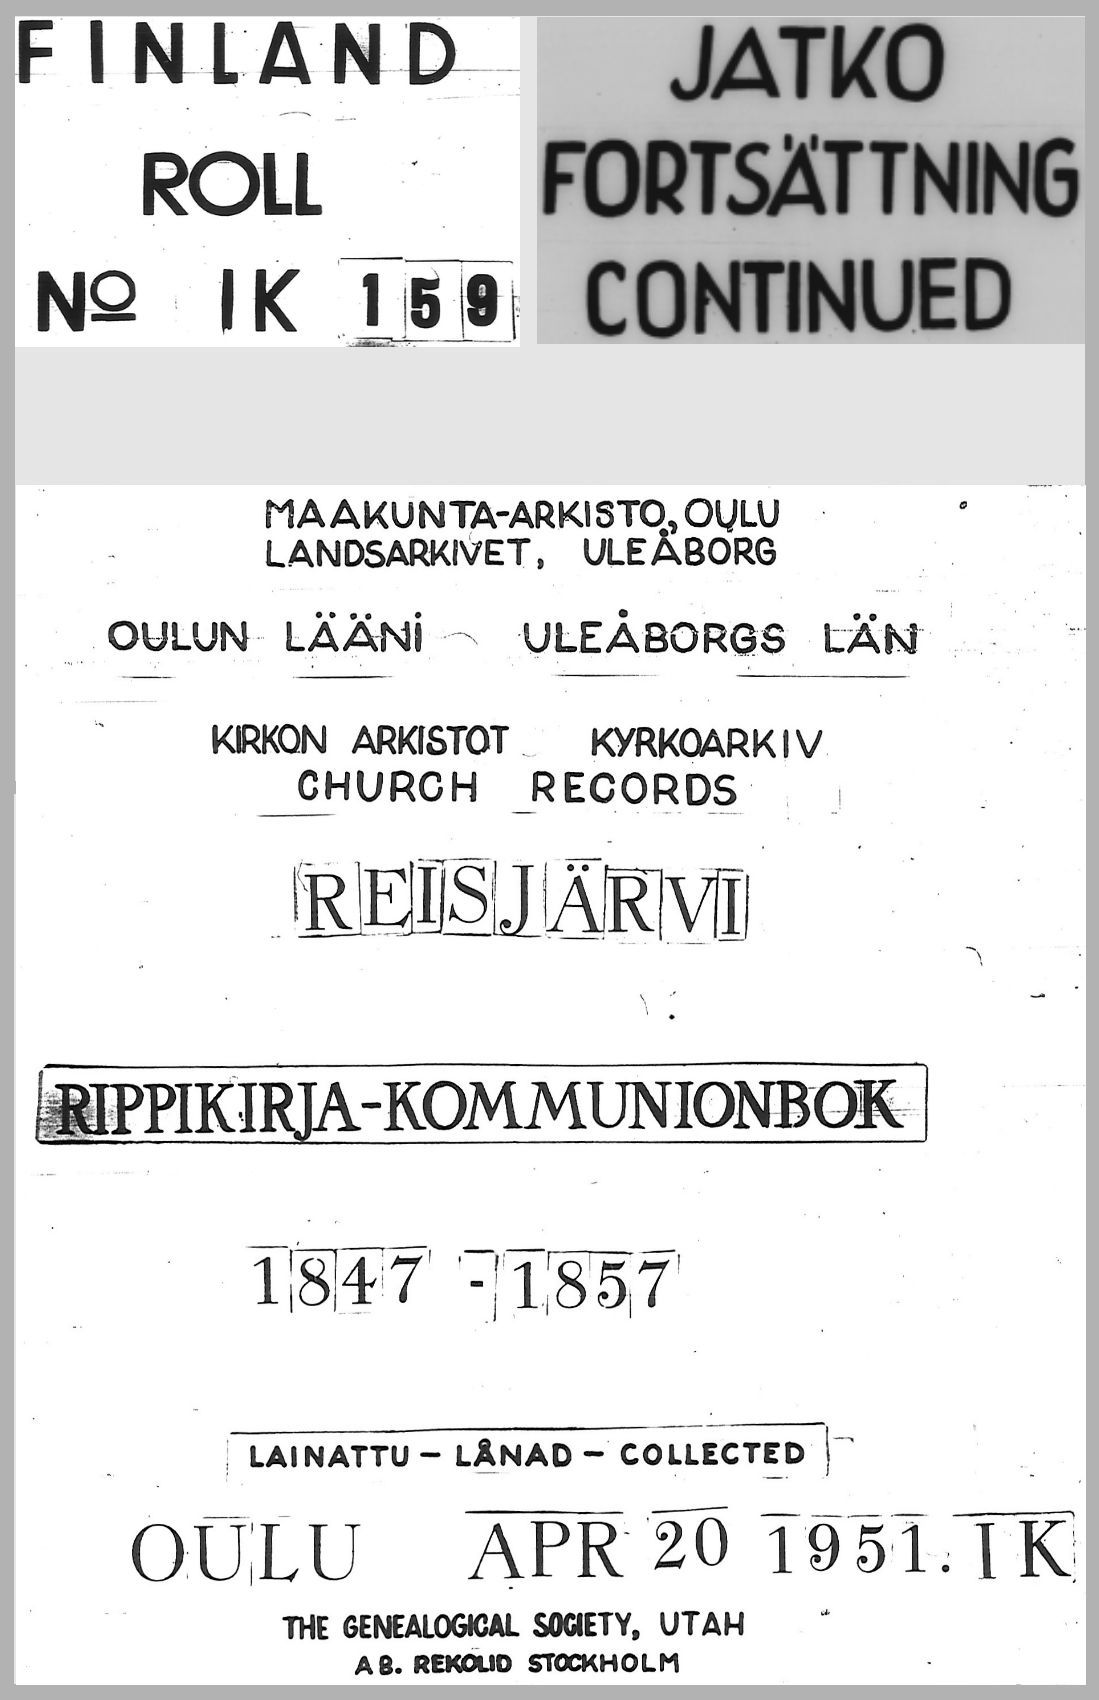 FINLAND
ROLL
Nº IK 159
JATKO
FORTSÄTTNING
CONTINUED
MAAKUNTA-ARKISTO, OULU
LANDSARKIVET, ULEÅBORG
OULUN LÄÄNI ULEÅBORGS LÄN
KIRKON ARKISTOT KYRKOARKIV
CHURCH RECORDS
REISJÄRVI
RIPPIKIRJA-KOMMUNIONBOK
1847 - 1857
LAINATTU – LÅNAD – COLLECTED
OULU APR 20 1951. IK
THE GENEALOGICAL SOCIETY, UTAH
AB. REKOLID STOCKHOLM